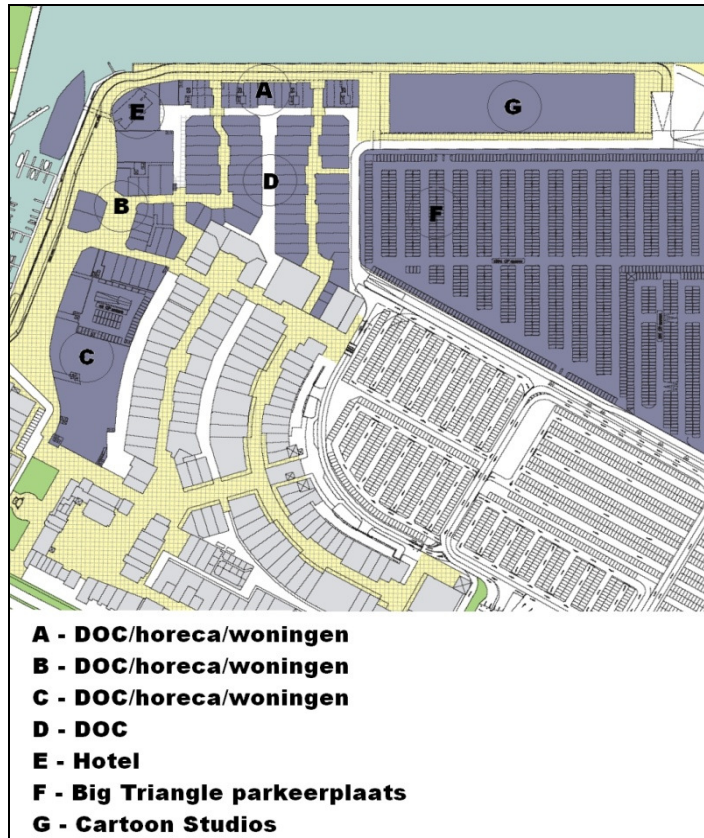 A
E
G
D
B
F
C
A - DOC/horeca/woningen
B - DOC/horeca/woningen
C - DOC/horeca/woningen
D - DOC
E - Hotel
F - Big Triangle parkeerplaats
G - Cartoon Studios